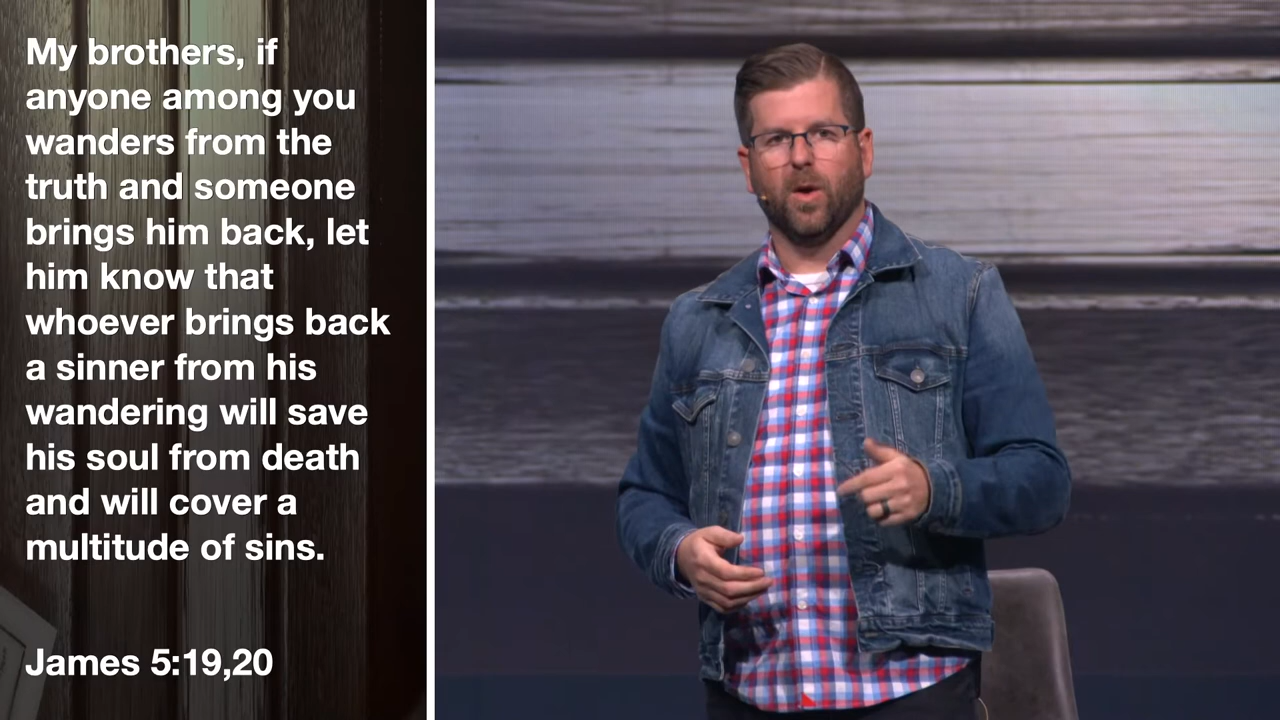 My brothers, if
anyone among you
wanders from the
truth and someone
brings him back, let
him know that
whoever brings back
a sinner from his
wandering will save
his soul from death
and will cover a
multitude of sins.
James 5:19,20